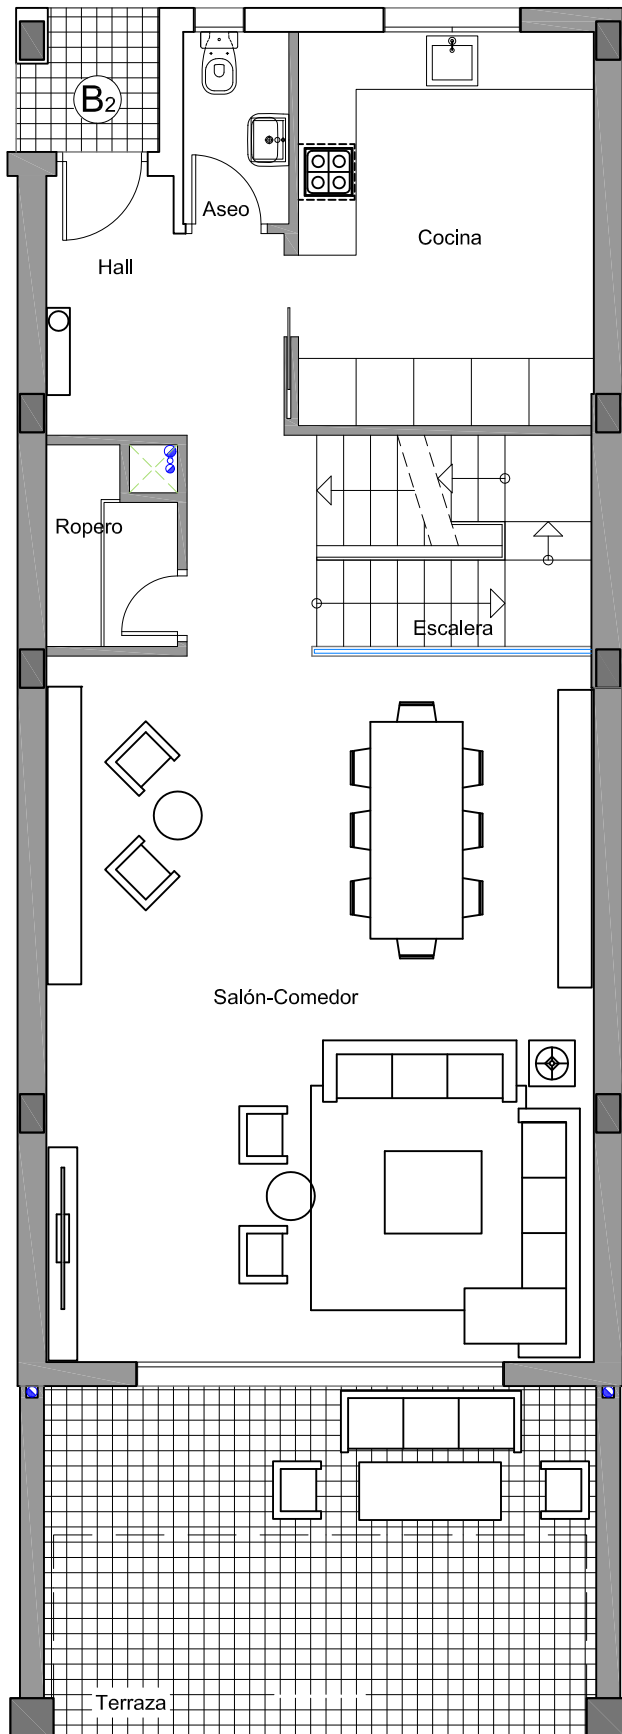 B2
Aseo
Cocina
Hall
Ropero
Escalera
Salón-Comedor
Terraza